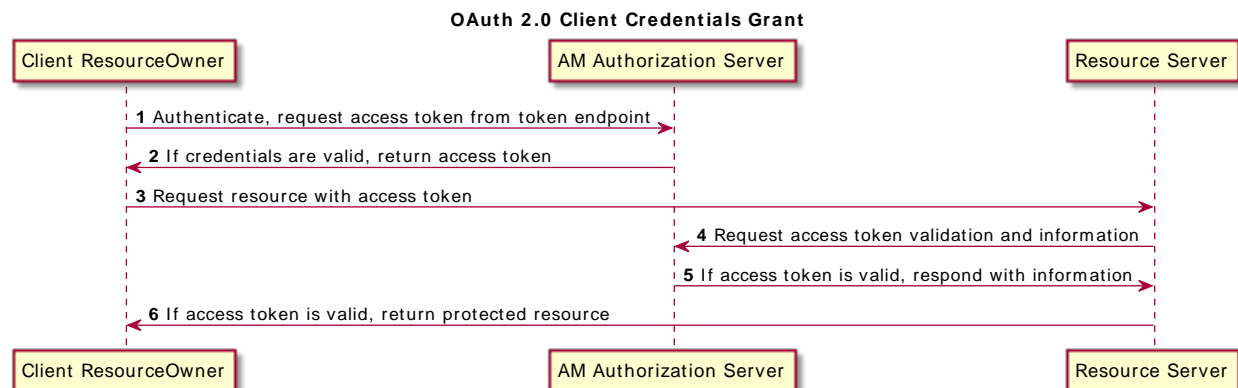 OAuth 2.0 Client Credentials Grant
Client ResourceOwner
AM Authorization Server
Resource Server
1 Authenticate, request access token from token endpoint
2 If credentials are valid, return access token
3 Request resource with access token
4 Request access token validation and information
5 If access token is valid, respond with information
6 If access token is valid, return protected resource
Client ResourceOwner
AM Authorization Server
Resource Server